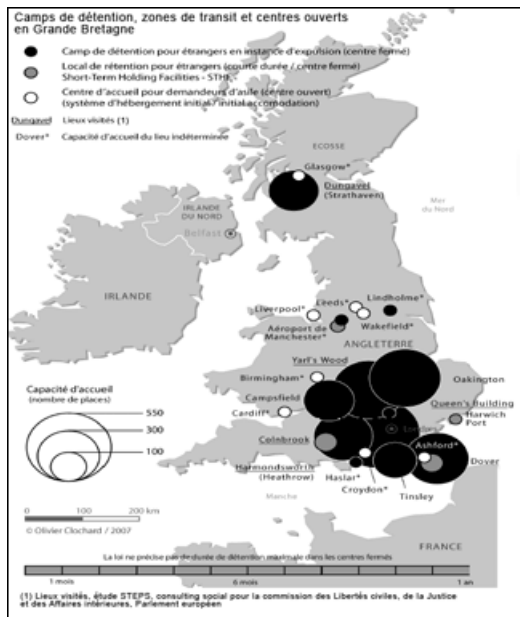 Camps de détention, zones de transit et centres ouverts
en Grande Bretagne
Camp de détention pour étrangers en instance d'expulsion (centre fermé)
Local de rétention pour étrangers (courte durée / centre fermé)
Short-Term Holding Facilities - STHF
Centre d'accueil pour demandeurs d'asile (centre ouvert)
(système d'hébergement initial / initial accomodation)
Dungavel Lieux visités (1)
Dover* Capacité d'accueil du lieu indéterminée
ECOSSE
Glasgow*
Dungavel
(Strathaven)
Mer
du Nord
IRLANDE
DU NORD
Belfast
IRLANDE
Leeds*
Lindholme*
Liverpool*
Aéroport de
Manchester*
Wakefield*
ANGLETERRE
Yarl's Wood
Birmingham*
Oakington
Campsfield
Cardiff*
Queen's Building
Londres
Harwich
Port
Colnbrook
Ashford*
Dover
Harmondsworth
(Heathrow)
Haslar*
Croydon*
Tinsley
Manche
FRANCE
Capacité d'accueil
(nombre de places)
550
300
100
0 100 200 km
© Olivier Clochard / 2007
La loi ne précise pas de durée de détention maximale dans les centres fermés
1 mois 6 mois 1 an
(1) Lieux visités, étude STEPS, consulting social pour la commission des Libertés civiles, de la Justice
et des Affaires intérieures, Parlement européen